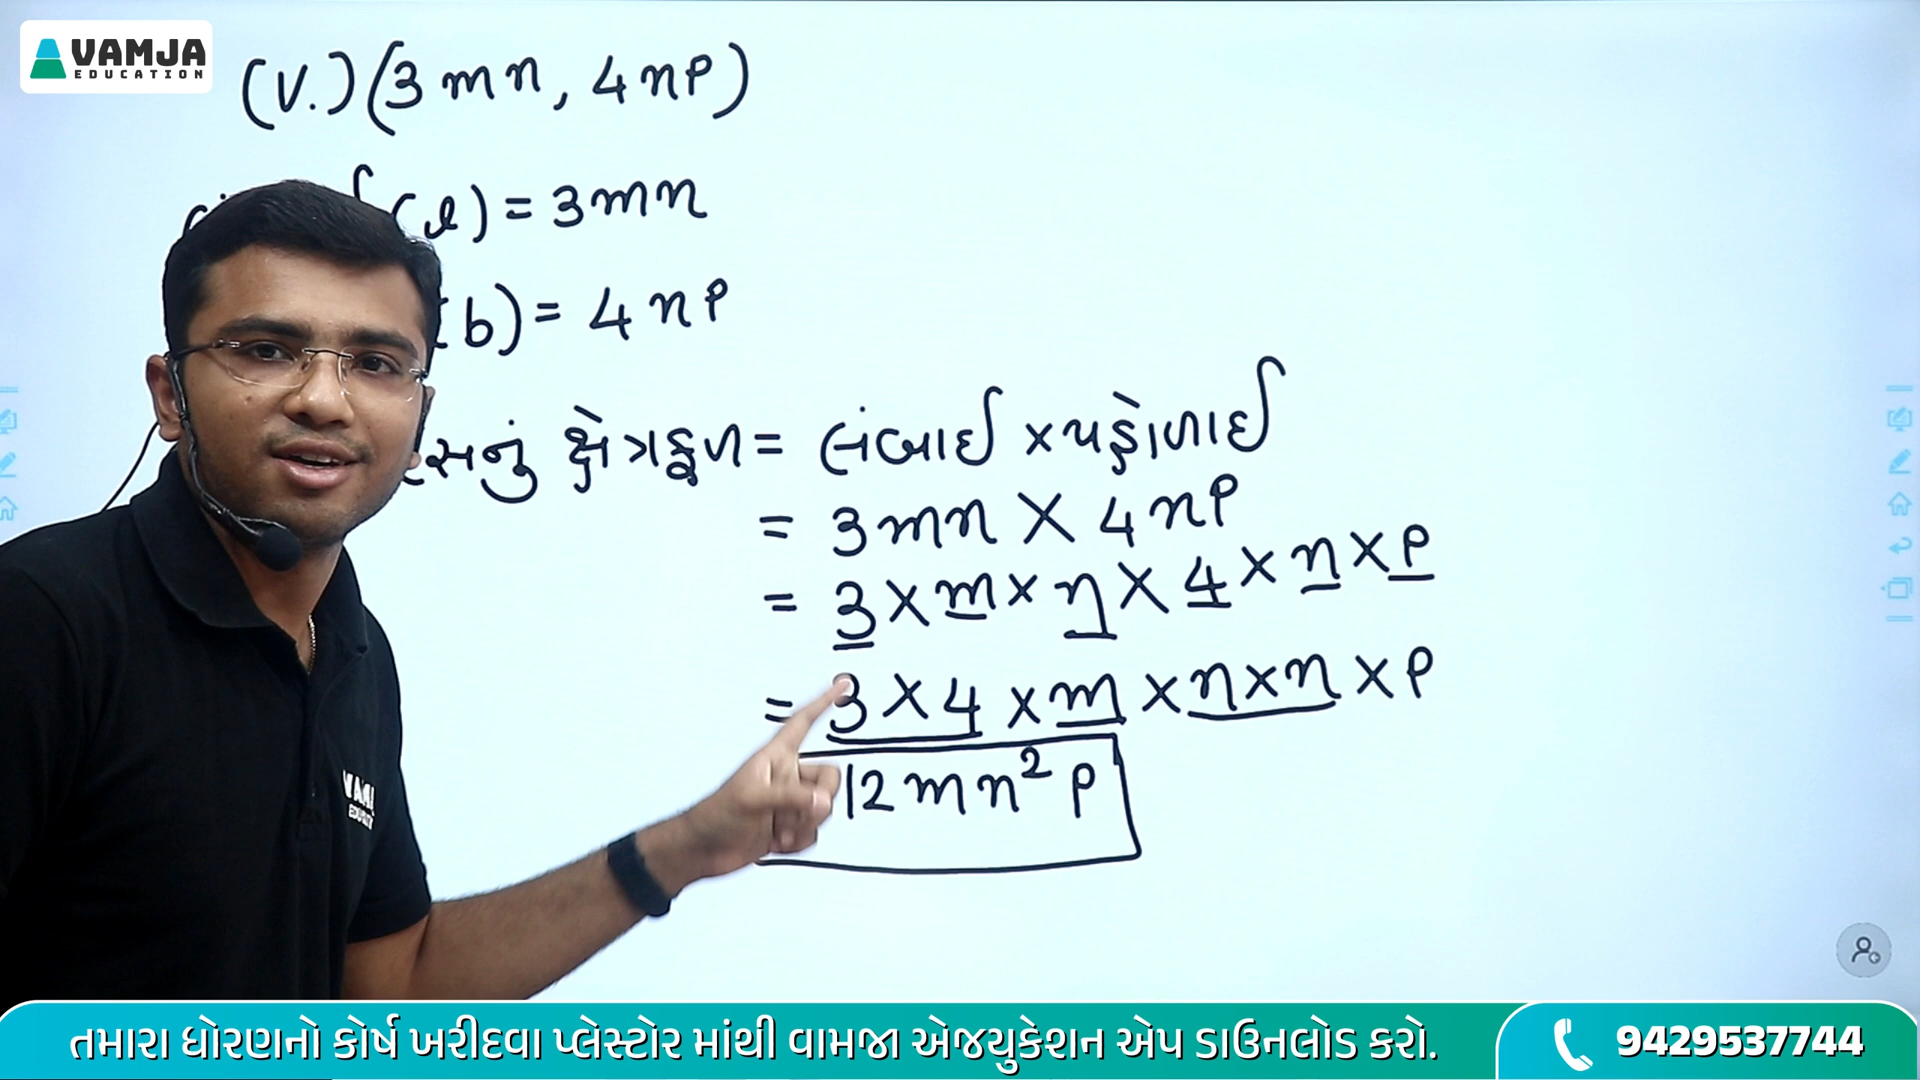 VAMJA
EDUCATION
(V.) (3mn, 4np)
(l) = 3mn
(b) = 4np
ક્ષેત્રફળ = લંબાઈ × પહોળાઈ
= 3mn × 4np
= 3 × m × n × 4 × n × p
= 3 × 4 × m × n × n × p
12mn²p
તમારા ધોરણનો કોર્ષ ખરીદવા પ્લેસ્ટોર માંથી વામજા એજ્યુકેશન એપ ડાઉનલોડ કરો.
9429537744